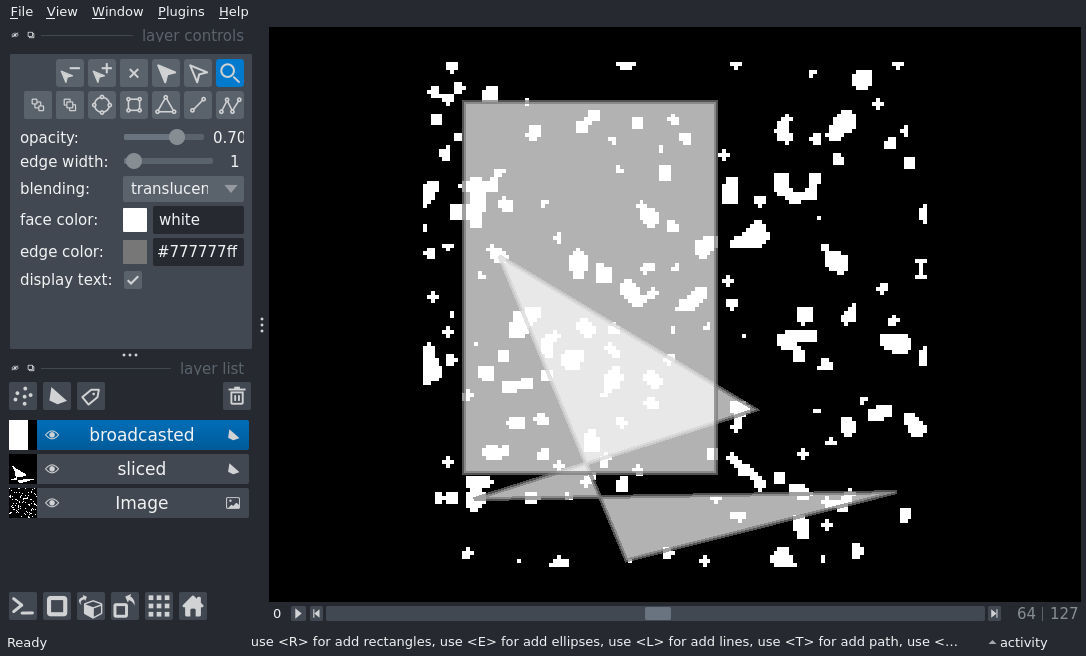 File View Window Plugins Help
layer controls
opacity: 0.70
edge width: 1
blending: translucen
face color: white
edge color: #777777ff
display text:
layer list
broadcasted
sliced
Image
0 64 127
Ready use <R> for add rectangles, use <E> for add ellipses, use <L> for add lines, use <T> for add path, use <... activity